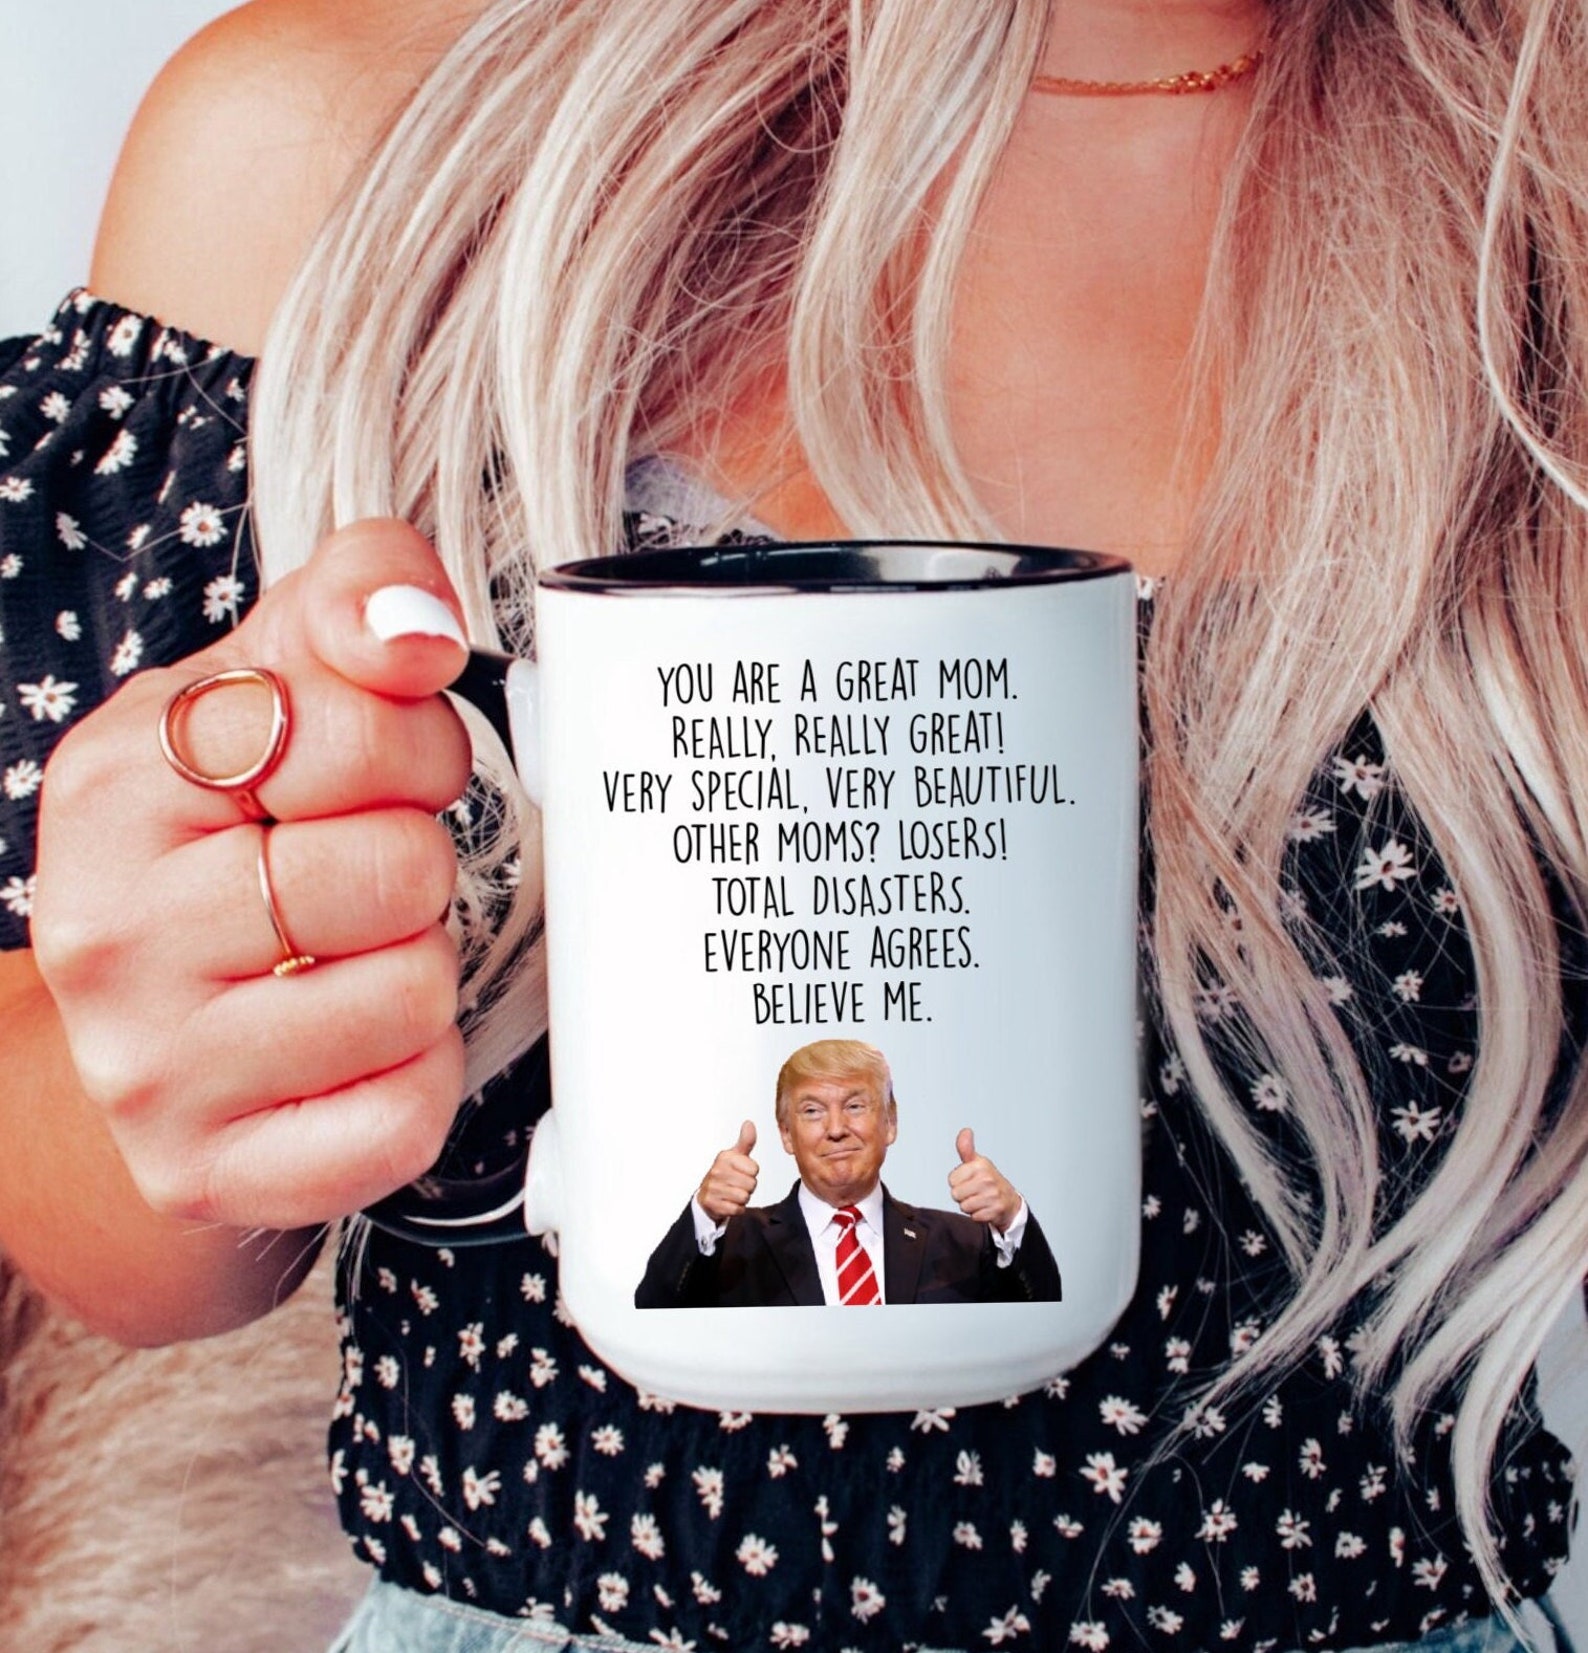 YOU ARE A GREAT MOM.
REALLY, REALLY GREAT!
VERY SPECIAL, VERY BEAUTIFUL.
OTHER MOMS? LOSERS!
TOTAL DISASTERS.
EVERYONE AGREES.
BELIEVE ME.